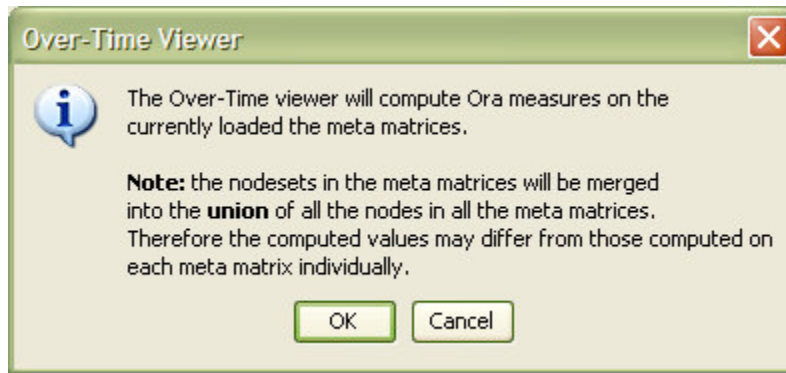 Over-Time Viewer
The Over-Time viewer will compute Ora measures on the
currently loaded the meta matrices.
Note: the nodesets in the meta matrices will be merged
into the union of all the nodes in all the meta matrices.
Therefore the computed values may differ from those computed on
each meta matrix individually.
OK Cancel